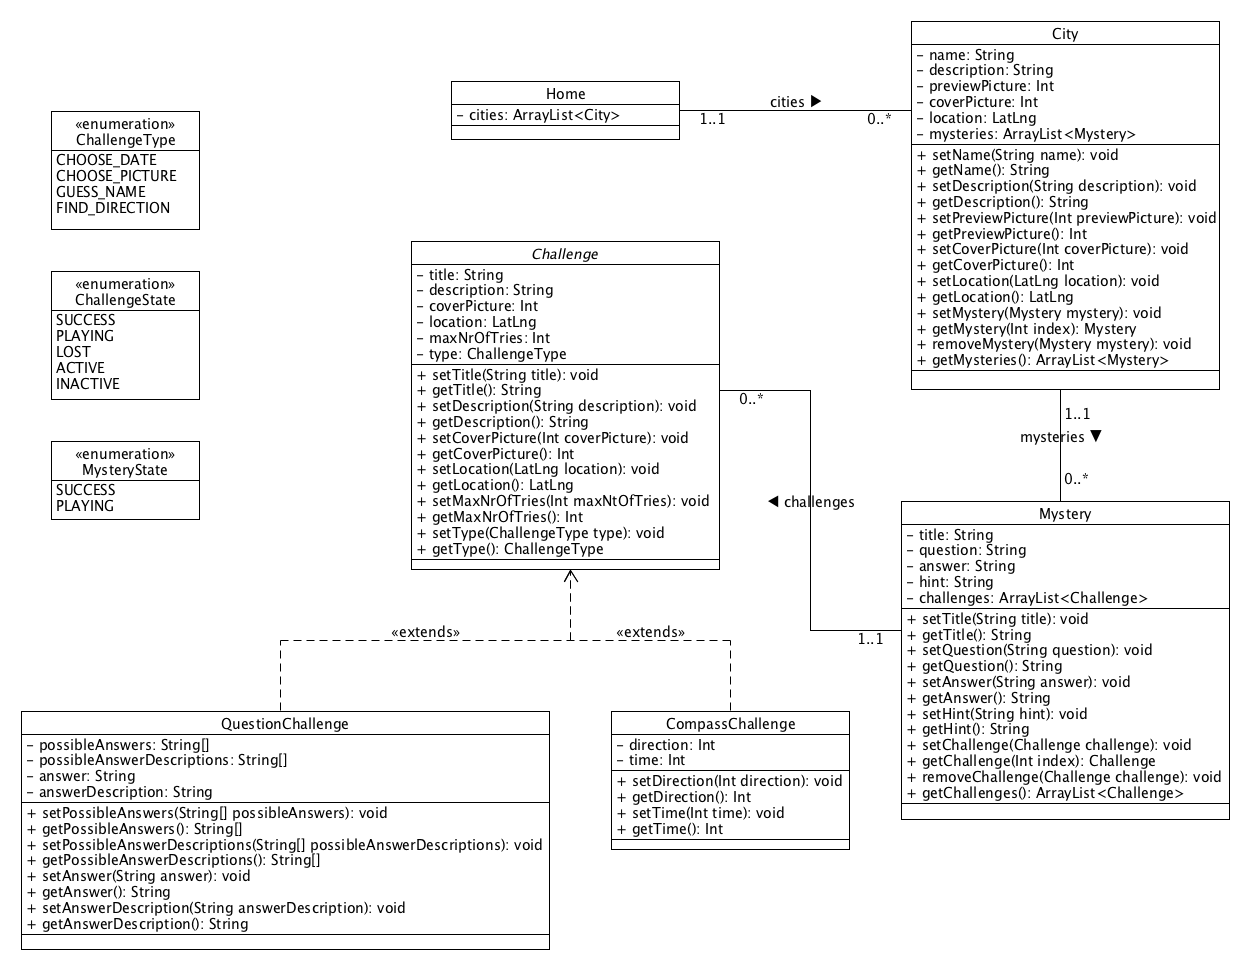 City
– name: String
– description: String
– previewPicture: Int
– coverPicture: Int
– location: LatLng
– mysteries: ArrayList<Mystery>
+ setName(String name): void
+ getName(): String
+ setDescription(String description): void
+ getDescription(): String
+ setPreviewPicture(Int previewPicture): void
+ getPreviewPicture(): Int
+ setCoverPicture(Int coverPicture): void
+ getCoverPicture(): Int
+ setLocation(LatLng location): void
+ getLocation(): LatLng
+ setMystery(Mystery mystery): void
+ getMystery(Int index): Mystery
+ removeMystery(Mystery mystery): void
+ getMysteries(): ArrayList<Mystery>
Home
– cities: ArrayList<City>
cities ▶
1..1
0..*
«enumeration»
ChallengeType
CHOOSE_DATE
CHOOSE_PICTURE
GUESS_NAME
FIND_DIRECTION
«enumeration»
ChallengeState
SUCCESS
PLAYING
LOST
ACTIVE
INACTIVE
«enumeration»
MysteryState
SUCCESS
PLAYING
Challenge
– title: String
– description: String
– coverPicture: Int
– location: LatLng
– maxNrOfTries: Int
– type: ChallengeType
+ setTitle(String title): void
+ getTitle(): String
+ setDescription(String description): void
+ getDescription(): String
+ setCoverPicture(Int coverPicture): void
+ getCoverPicture(): Int
+ setLocation(LatLng location): void
+ getLocation(): LatLng
+ setMaxNrOfTries(Int maxNtOfTries): void
+ getMaxNrOfTries(): Int
+ setType(ChallengeType type): void
+ getType(): ChallengeType
0..*
◀ challenges
1..1
1..1
mysteries ▼
0..*
Mystery
– title: String
– question: String
– answer: String
– hint: String
– challenges: ArrayList<Challenge>
+ setTitle(String title): void
+ getTitle(): String
+ setQuestion(String question): void
+ getQuestion(): String
+ setAnswer(String answer): void
+ getAnswer(): String
+ setHint(String hint): void
+ getHint(): String
+ setChallenge(Challenge challenge): void
+ getChallenge(Int index): Challenge
+ removeChallenge(Challenge challenge): void
+ getChallenges(): ArrayList<Challenge>
«extends»
«extends»
QuestionChallenge
– possibleAnswers: String[]
– possibleAnswerDescriptions: String[]
– answer: String
– answerDescription: String
+ setPossibleAnswers(String[] possibleAnswers): void
+ getPossibleAnswers(): String[]
+ setPossibleAnswerDescriptions(String[] possibleAnswerDescriptions): void
+ getPossibleAnswerDescriptions(): String[]
+ setAnswer(String answer): void
+ getAnswer(): String
+ setAnswerDescription(String answerDescription): void
+ getAnswerDescription(): String
CompassChallenge
– direction: Int
– time: Int
+ setDirection(Int direction): void
+ getDirection(): Int
+ setTime(Int time): void
+ getTime(): Int